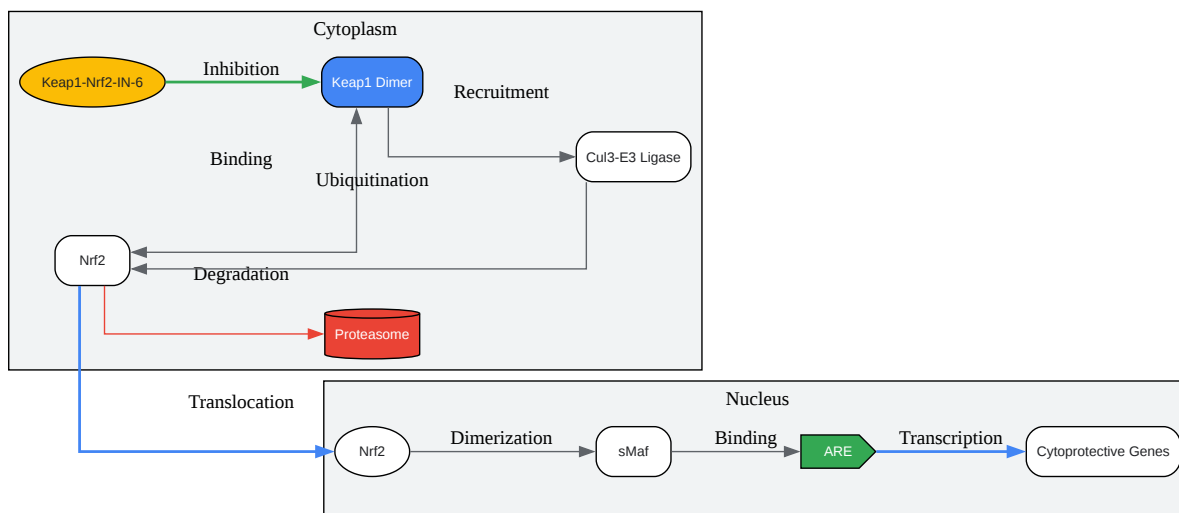 Cytoplasm
Inhibition
Keap1-Nrf2-IN-6
Keap1 Dimer
Recruitment
Binding
Cul3-E3 Ligase
Ubiquitination
Nrf2
Degradation
Proteasome
Translocation
Nucleus
Nrf2
Dimerization
sMaf
Binding
ARE
Transcription
Cytoprotective Genes